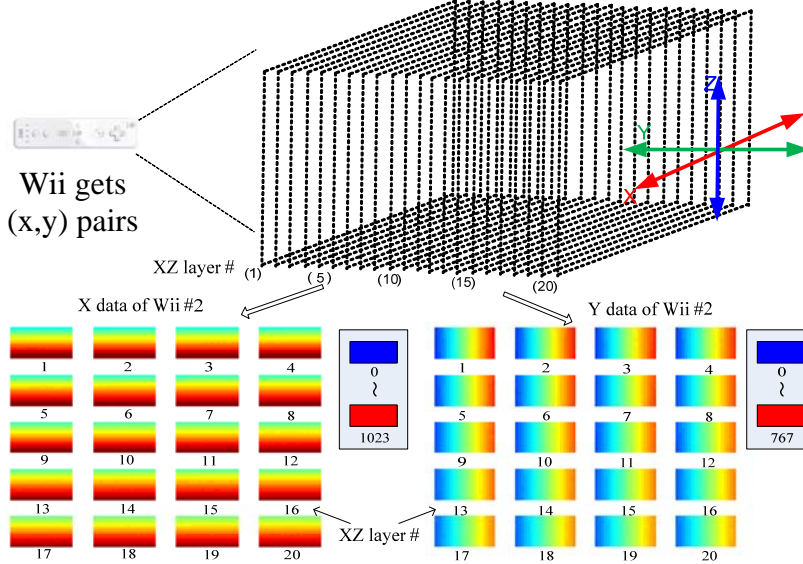 Z
Y
X
Wii gets
(x,y) pairs
XZ layer #
(1)
(5)
(10)
(15)
(20)
X data of Wii #2
Y data of Wii #2
1 2 3 4
5 6 7 8
9 10 11 12
13 14 15 16
17 18 19 20
0
~
1023
1 2 3 4
5 6 7 8
9 10 11 12
13 14 15 16
17 18 19 20
0
~
767
XZ layer #